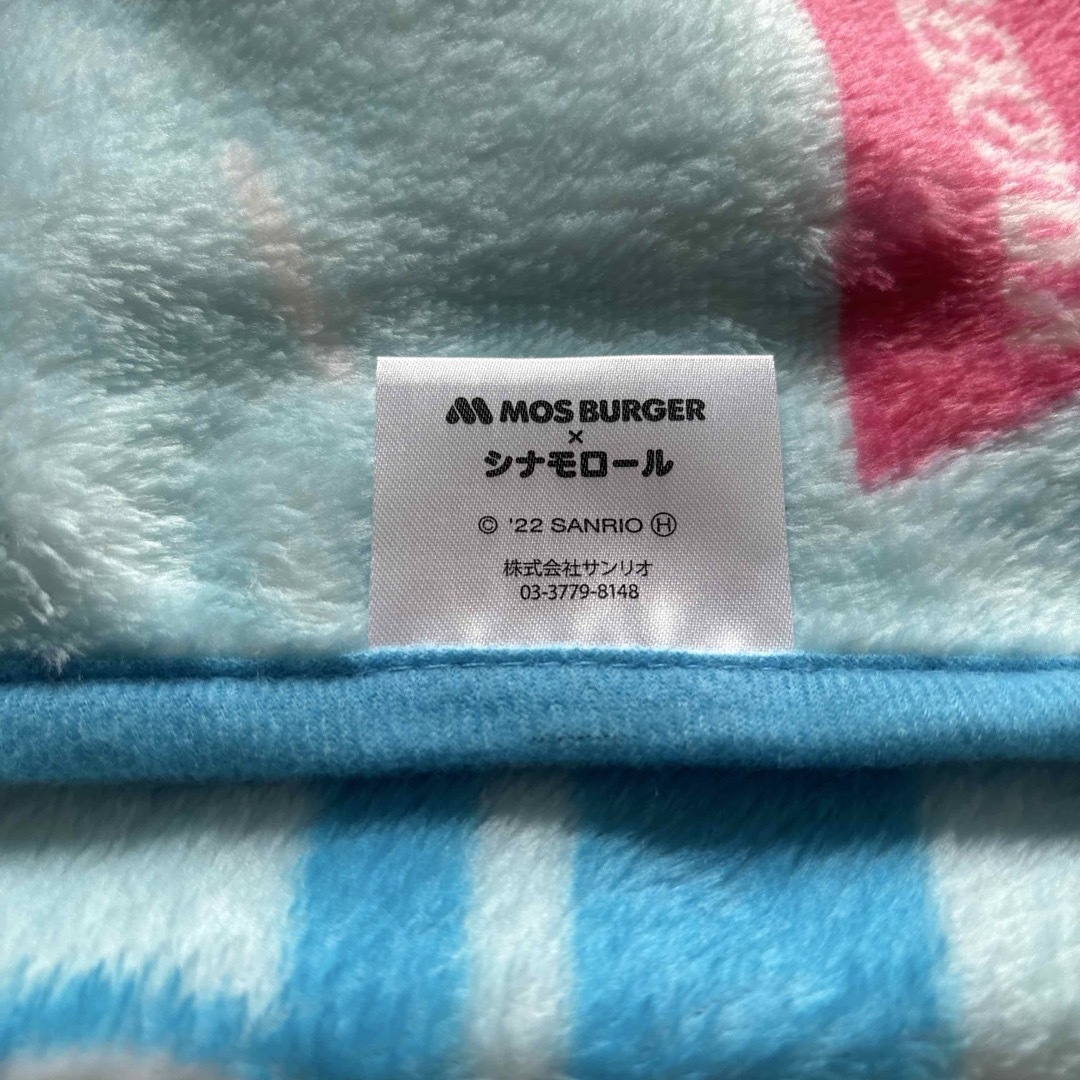 MOS BURGER
×
シナモロール
© '22 SANRIO Ⓗ
株式会社サンリオ
03-3779-8148